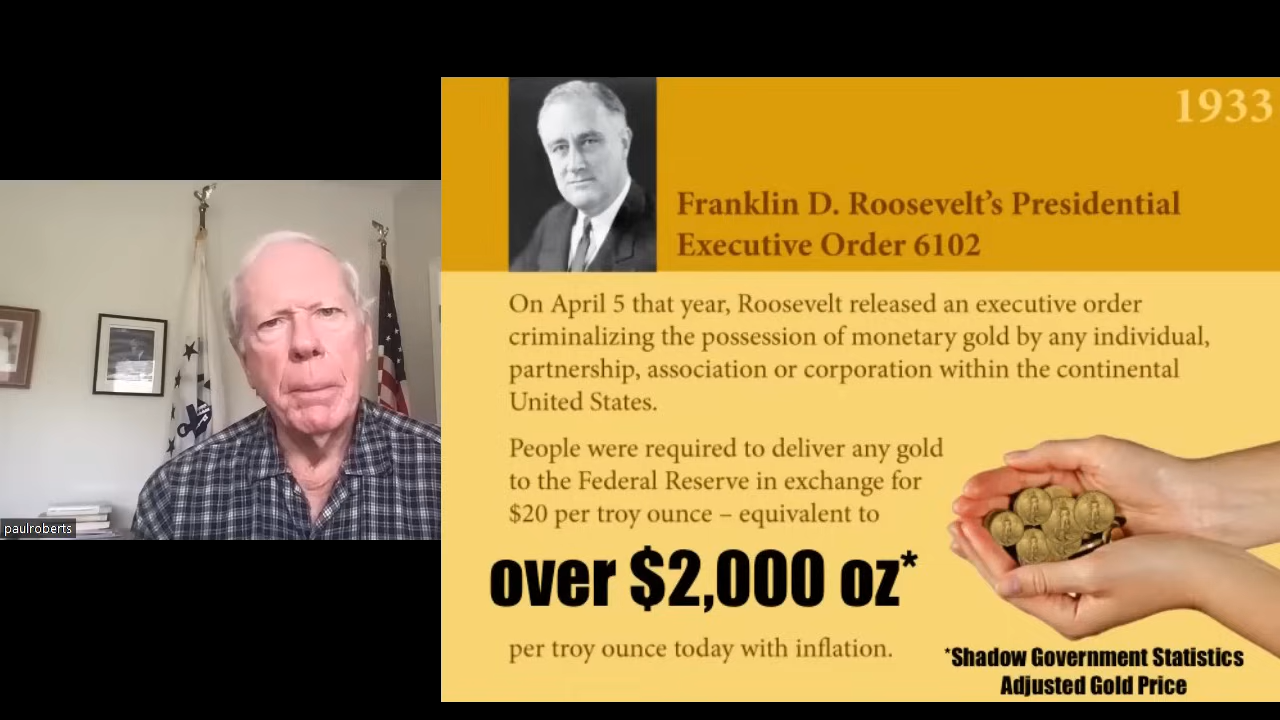 1933
Franklin D. Roosevelt's Presidential
Executive Order 6102
On April 5 that year, Roosevelt released an executive order
criminalizing the possession of monetary gold by any individual,
partnership, association or corporation within the continental
United States.
People were required to deliver any gold
to the Federal Reserve in exchange for
$20 per troy ounce – equivalent to
over $2,000 oz*
per troy ounce today with inflation.
*Shadow Government Statistics
Adjusted Gold Price
paulroberts